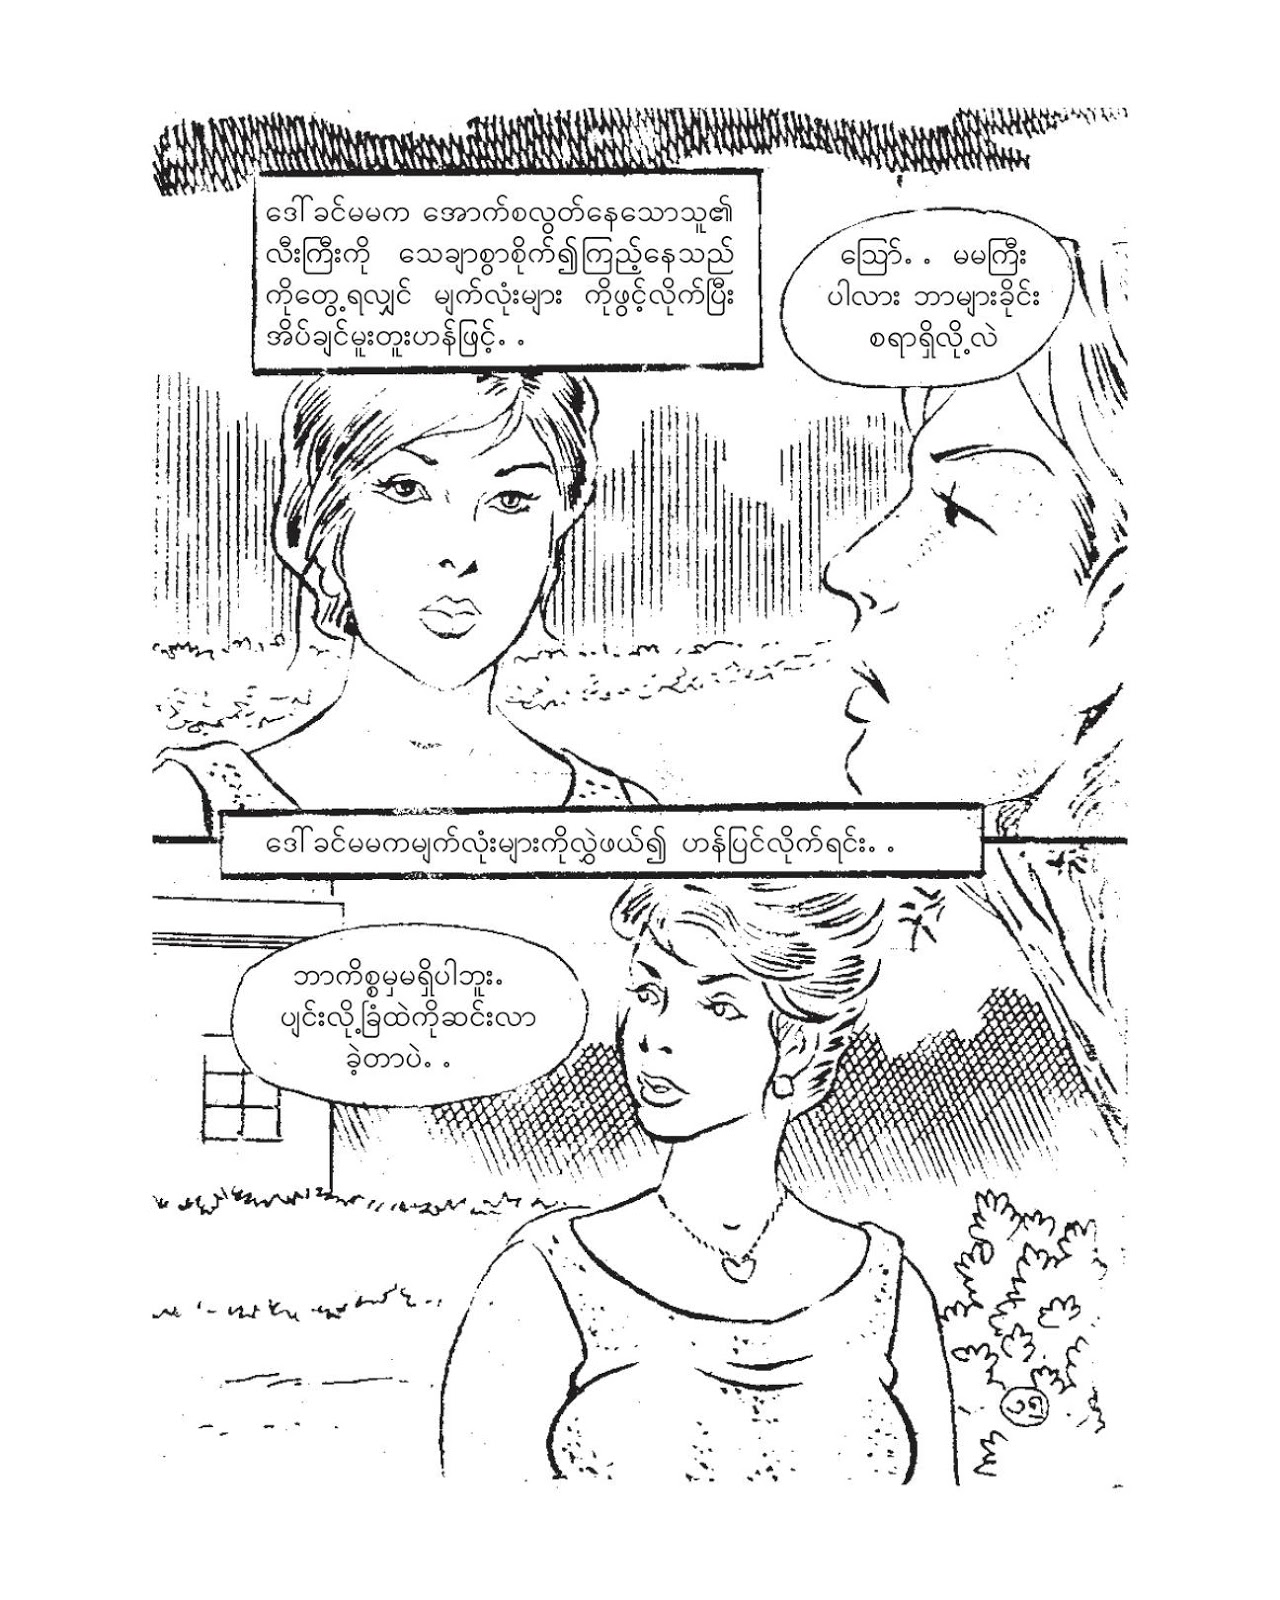 ဒေါ်ခင်မမက အောက်စလွတ်နေသောသူ၏
လီးကြီးကို သေချာစွာစိုက်၍ကြည့်နေသည်
ကိုတွေ့ရလျှင် မျက်လုံးများ ကိုဖွင့်လိုက်ပြီး
အိပ်ချင်မူးတူးဟန်ဖြင့်. .
သြော်. . မမကြီး
ပါလား ဘာများခိုင်း
စရာရှိလို့လဲ
ဒေါ်ခင်မမကမျက်လုံးများကိုလွှဲဖယ်၍ ဟန်ပြင်လိုက်ရင်း. .
ဘာကိစ္စမှမရှိပါဘူး.
ပျင်းလို့ခြံထဲကိုဆင်းလာ
ခဲ့တာပဲ. .
၁၅